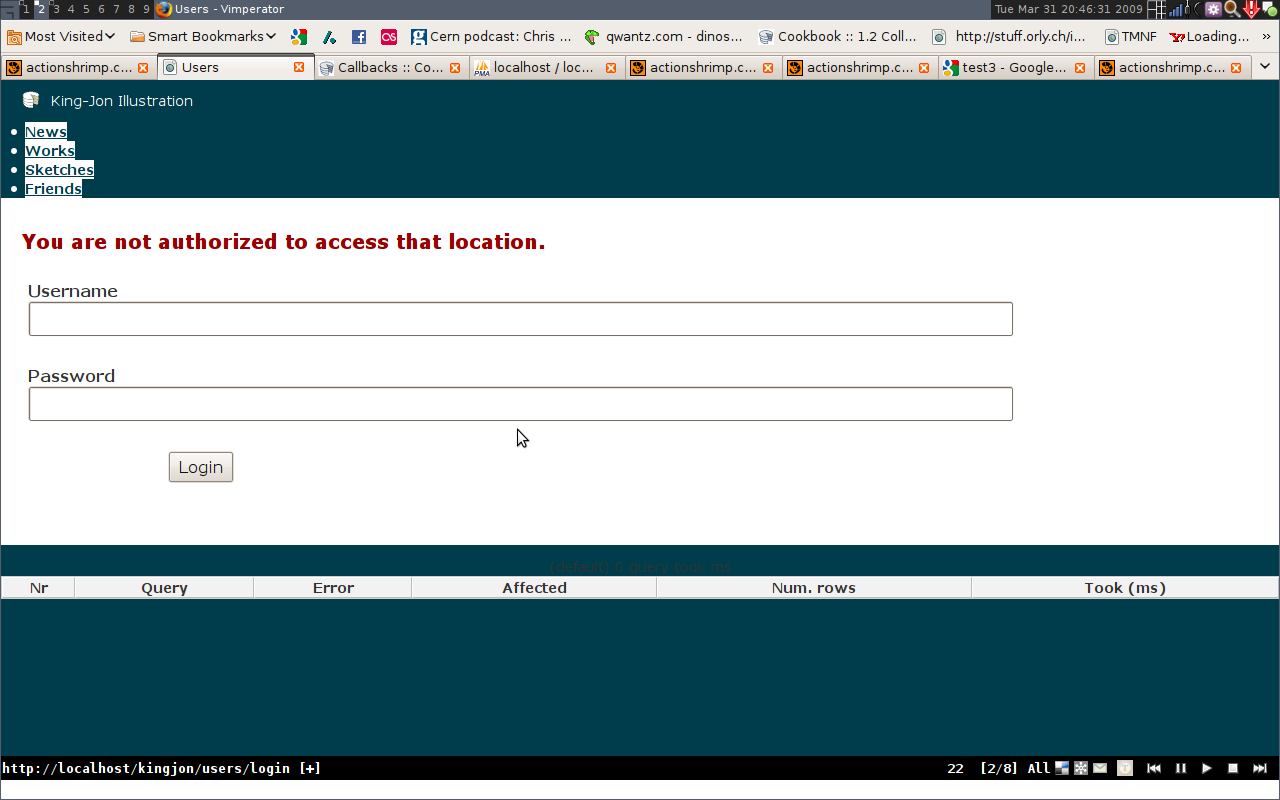 1 2 3 4 5 6 7 8 9 Users - Vimperator Tue Mar 31 20:46:31 2009
Most Visited Smart Bookmarks Cern podcast: Chris ... qwantz.com - dinos... Cookbook :: 1.2 Coll... http://stuff.orly.ch/i... TMNF Loading... »
actionshrimp.c... Users Callbacks :: Co... localhost / loc... actionshrimp.c... actionshrimp.c... test3 - Google... actionshrimp.c...
King-Jon Illustration
News
Works
Sketches
Friends
You are not authorized to access that location.
Username
Password
Login
(default) 0 query took ms
Nr Query Error Affected Num. rows Took (ms)
http://localhost/kingjon/users/login [+] 22 [2/8] All